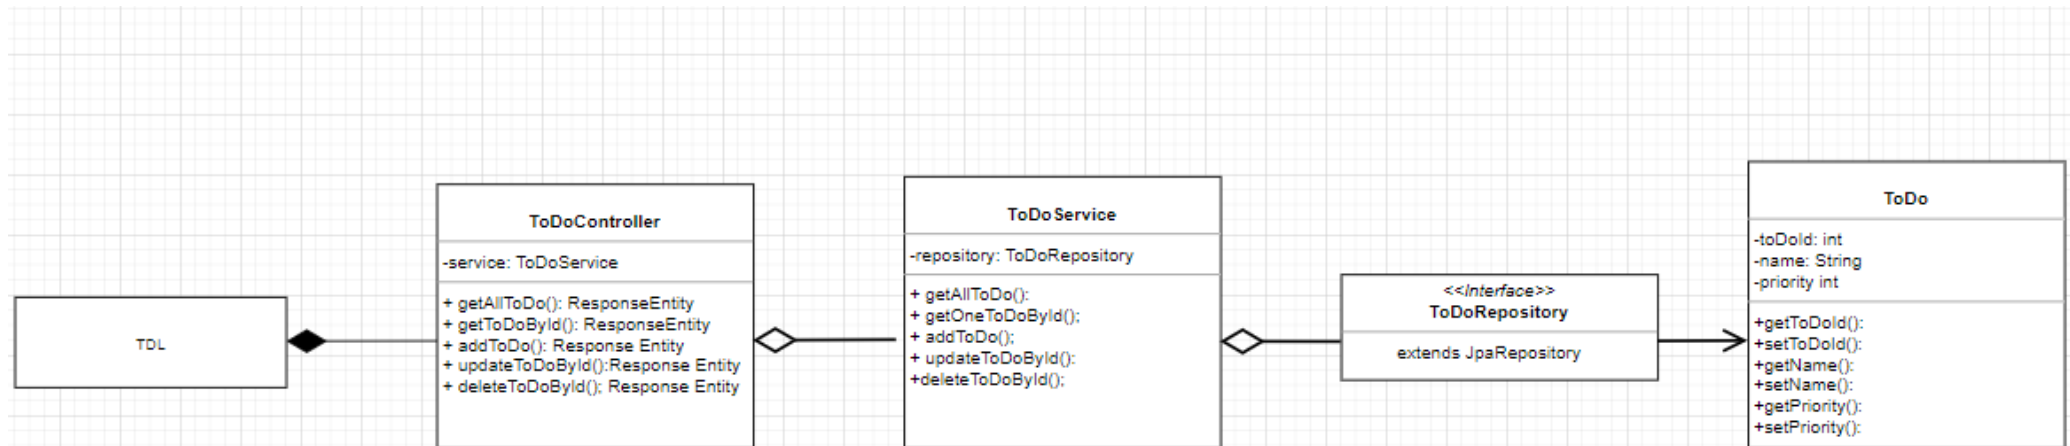 TDL
ToDoController
-service: ToDoService
+ getAllToDo(): ResponseEntity
+ getToDoById(): ResponseEntity
+ addToDo(): Response Entity
+ updateToDoById():Response Entity
+ deleteToDoById(); Response Entity
ToDoService
-repository: ToDoRepository
+ getAllToDo():
+ getOneToDoById();
+ addToDo();
+ updateToDoById():
+deleteToDoById();
<<Interface>>
ToDoRepository
extends JpaRepository
ToDo
-toDoId: int
-name: String
-priority int
+getToDoId():
+setToDoId():
+getName():
+setName():
+getPriority():
+setPriority():